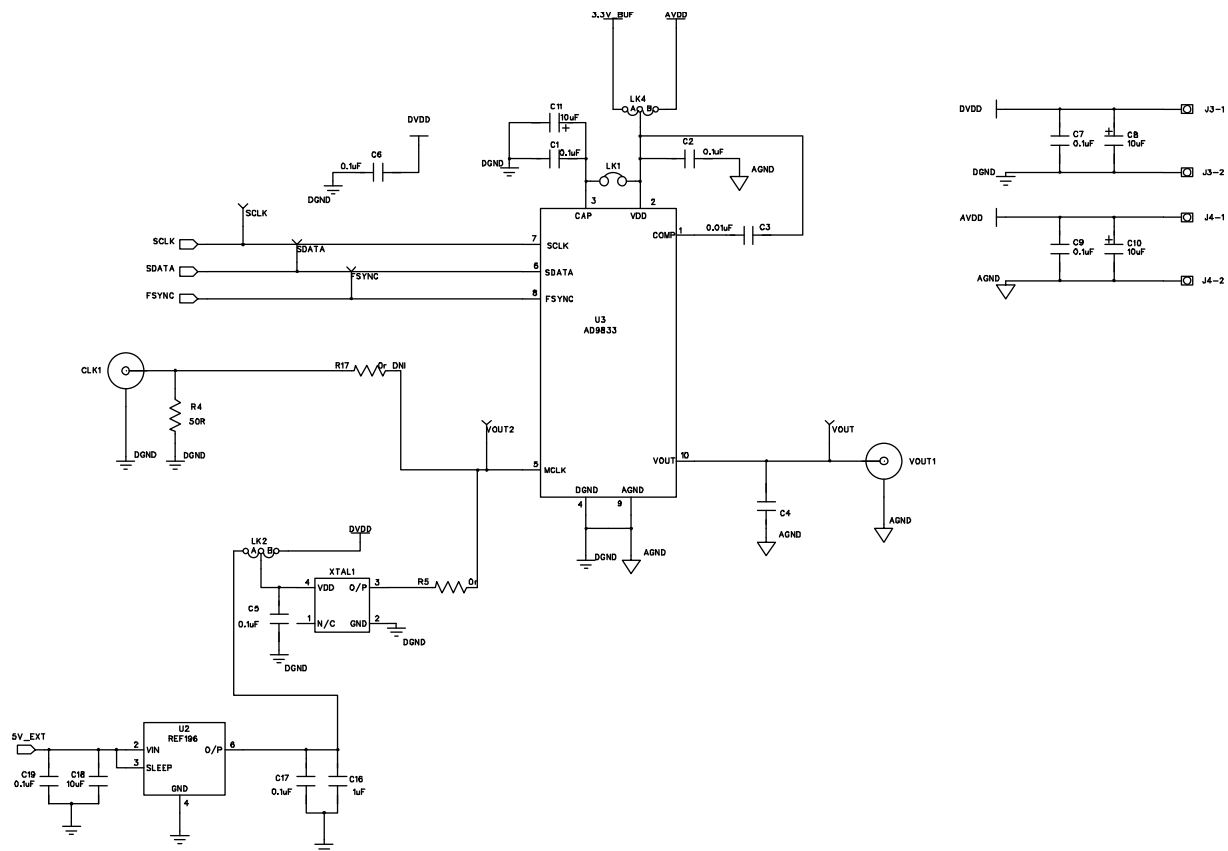 3.3V_BUF
AVDD
LK4
A B
C11
10uF
+
C1
0.1uF
DGND
LK1
C2
0.1uF
AGND
DVDD
C6
0.1uF
DGND
DVDD
J3-1
C7
0.1uF
+
C8
10uF
DGND
J3-2
AVDD
J4-1
C9
0.1uF
+
C10
10uF
AGND
J4-2
3
CAP
2
VDD
COMP
1
0.01uF
C3
SCLK
SCLK
7
SCLK
SDATA
SDATA
6
SDATA
FSYNC
FSYNC
8
FSYNC
U3
AD9833
CLK1
R17
0r DNI
R4
50R
DGND
DGND
VOUT2
5
MCLK
VOUT
10
VOUT
VOUT1
C4
AGND
AGND
DGND
4
AGND
9
DGND
AGND
LK2
A B
DVDD
XTAL1
4
VDD
O/P
3
R5
0r
C5
0.1uF
1
N/C
GND
2
DGND
DGND
5V_EXT
U2
REF196
2
VIN
O/P
6
3
SLEEP
GND
4
C19
0.1uF
C18
10uF
C17
0.1uF
C16
1uF